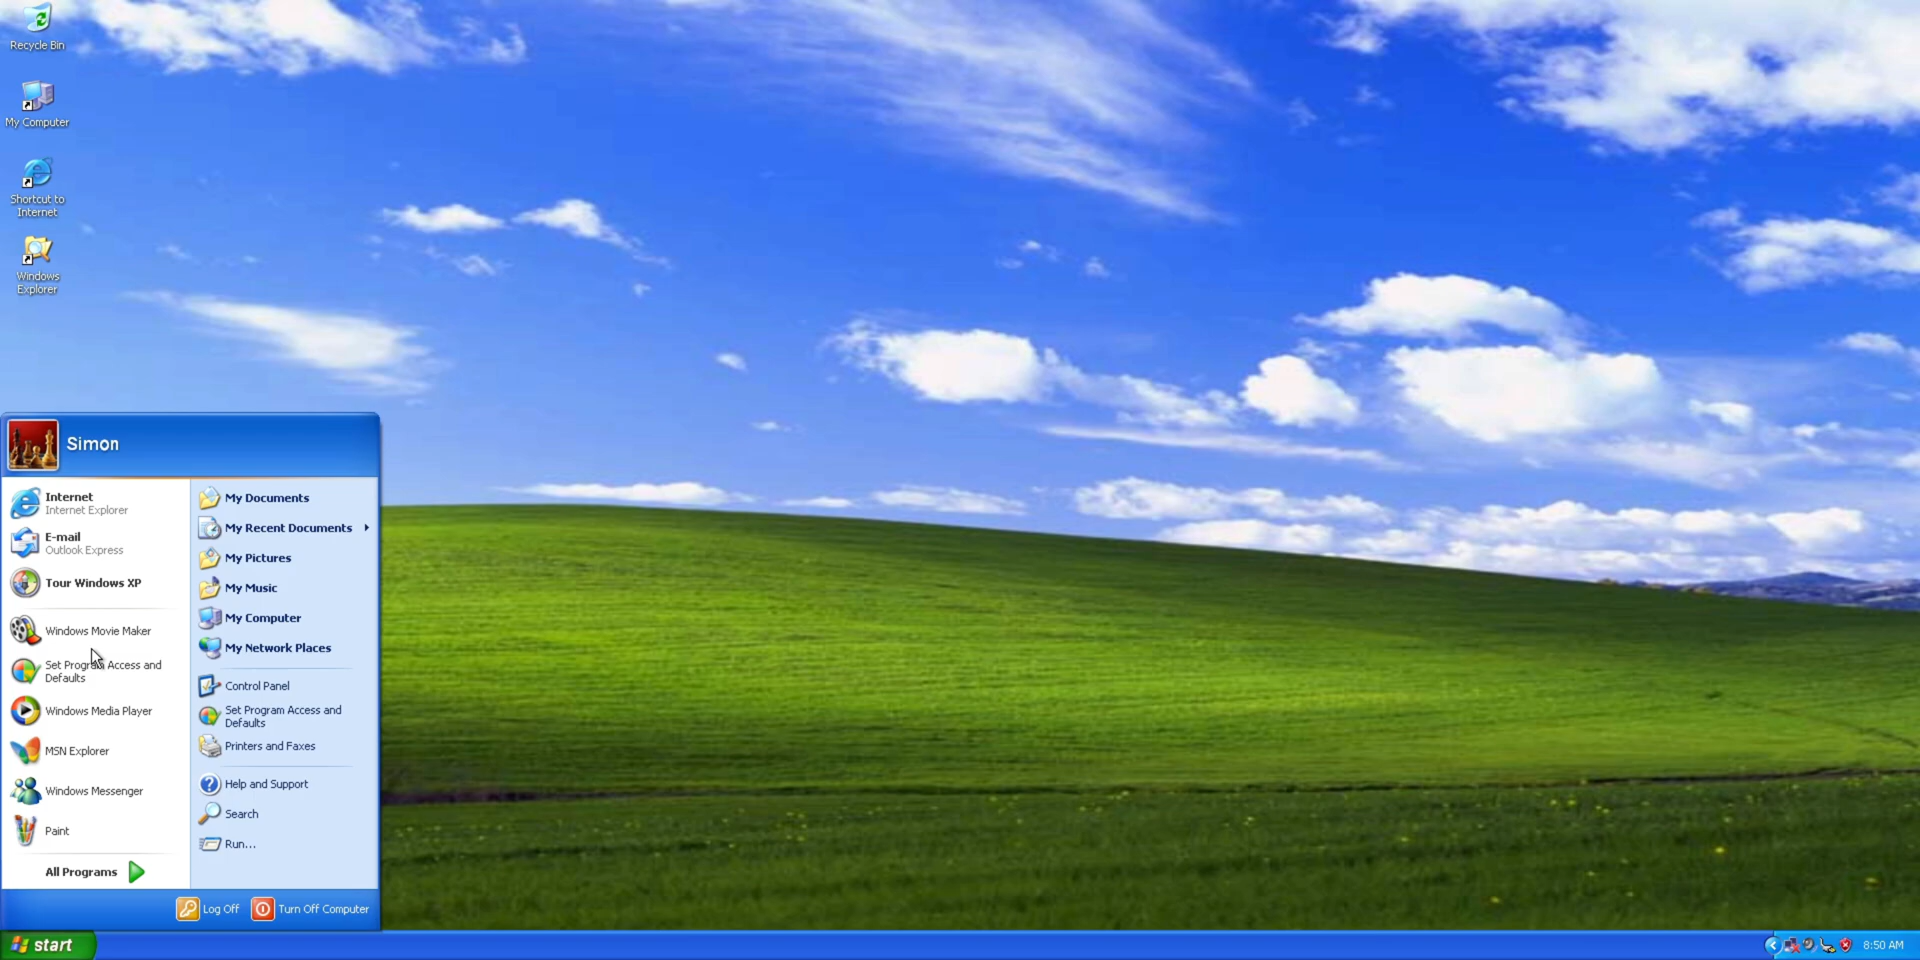 Recycle Bin
My Computer
Shortcut to
Internet
Windows
Explorer
Simon
Internet
Internet Explorer
E-mail
Outlook Express
Tour Windows XP
Windows Movie Maker
Set Program Access and
Defaults
Windows Media Player
MSN Explorer
Windows Messenger
Paint
All Programs
My Documents
My Recent Documents
My Pictures
My Music
My Computer
My Network Places
Control Panel
Set Program Access and
Defaults
Printers and Faxes
Help and Support
Search
Run...
Log Off
Turn Off Computer
start
8:50 AM